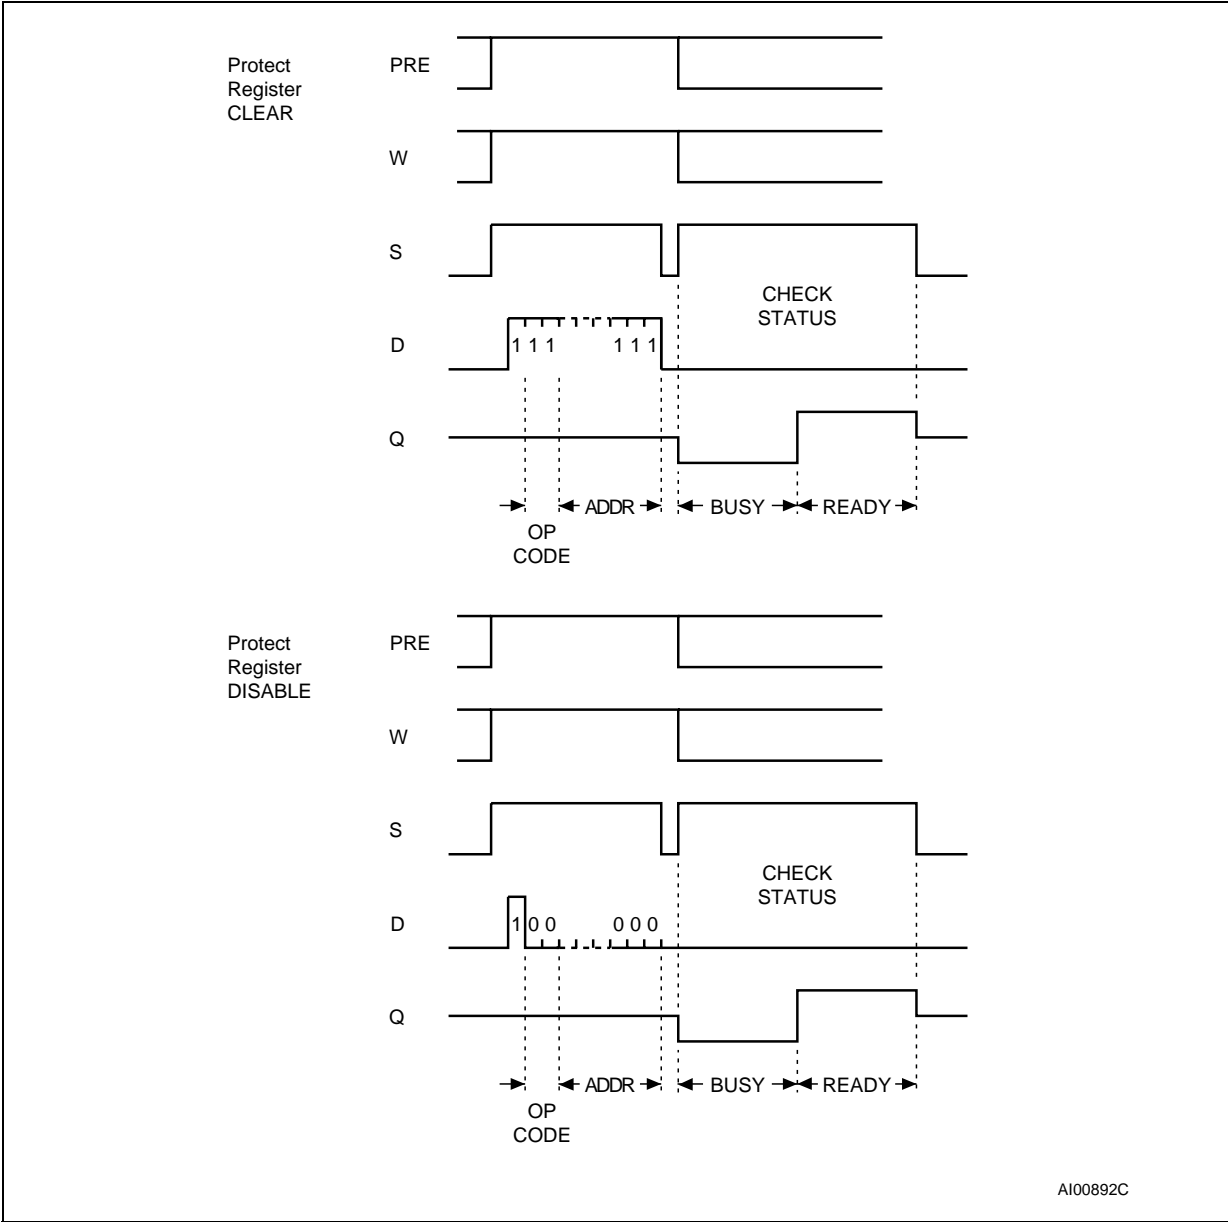 Protect
Register
CLEAR
PRE
W
S
CHECK
STATUS
D
1 1 1 1 1 1
Q
ADDR BUSY READY
OP
CODE
Protect
Register
DISABLE
PRE
W
S
CHECK
STATUS
D
1 0 0 0 0 0
Q
ADDR BUSY READY
OP
CODE
AI00892C